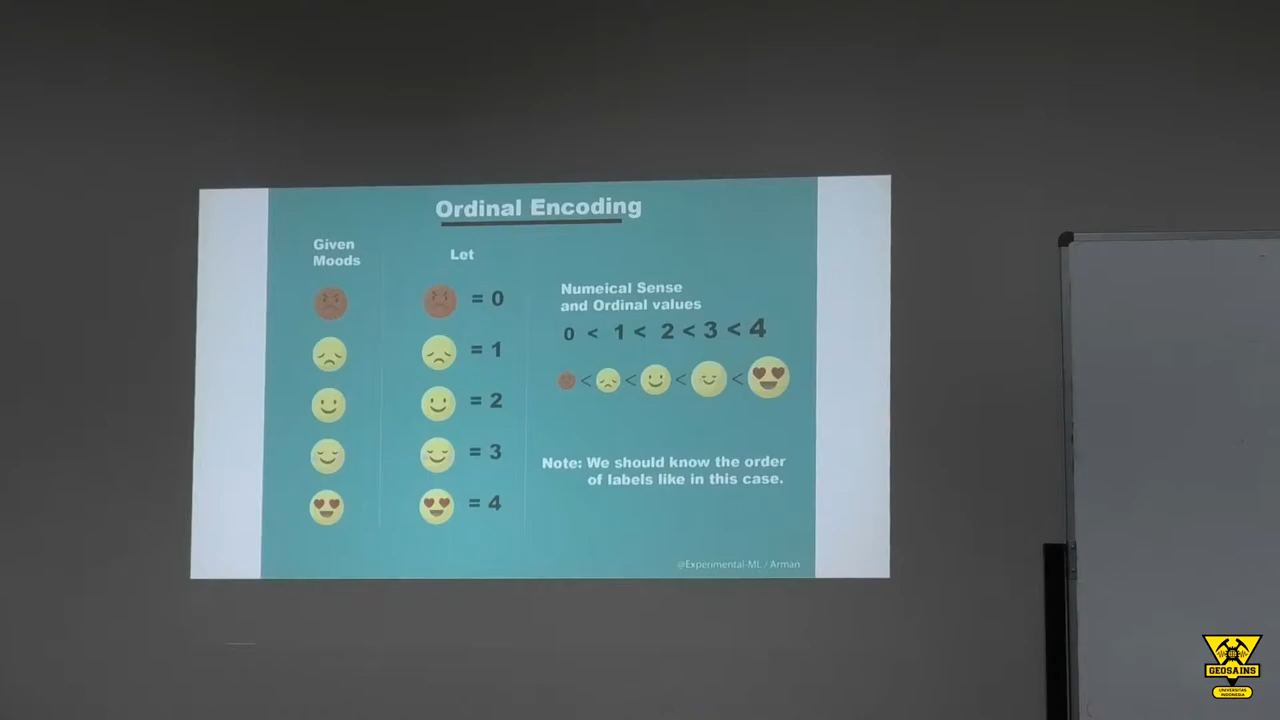 Ordinal Encoding
Given
Moods
Let
= 0
= 1
= 2
= 3
= 4
Numeical Sense
and Ordinal values
0 < 1 < 2 < 3 < 4
< < < <
Note: We should know the order
of labels like in this case.
@Experimental-ML / Arman
GEOSAINS
UNIVERSITAS
INDONESIA